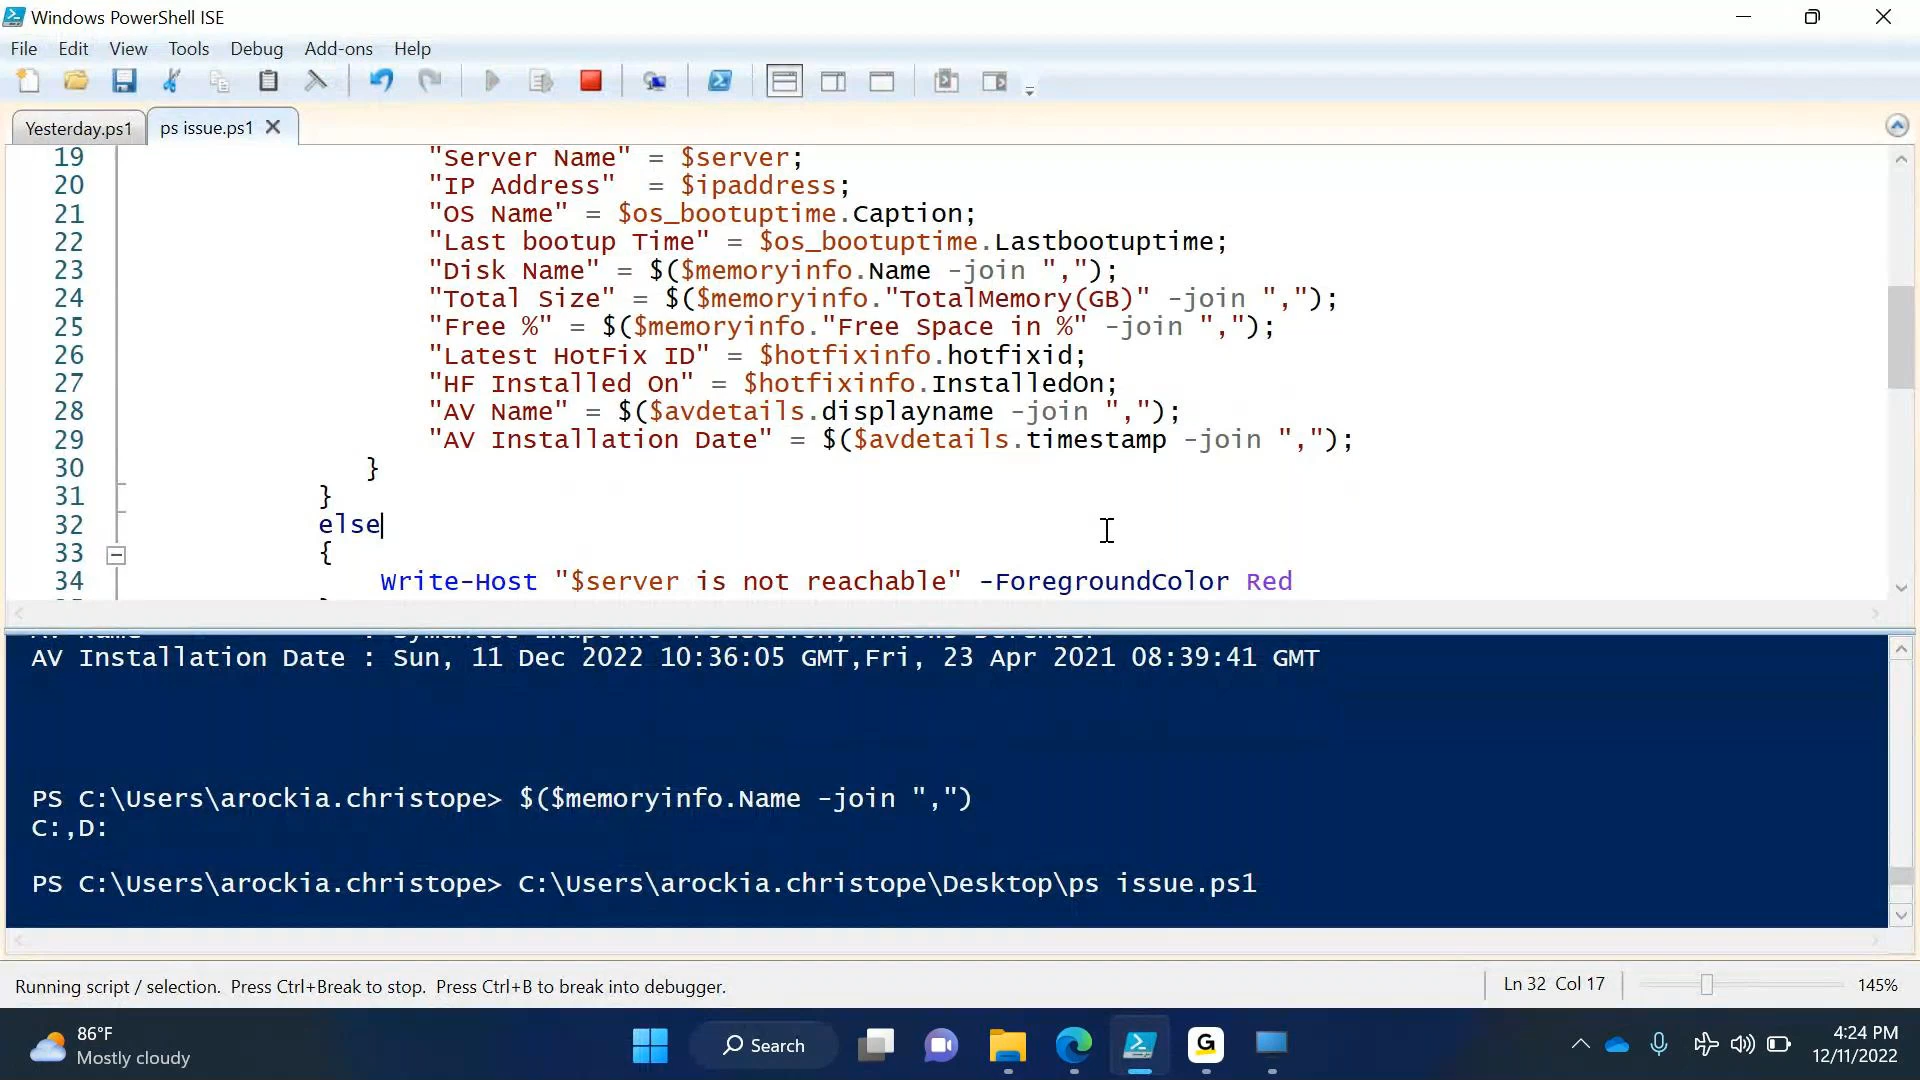 Windows PowerShell ISE
File Edit View Tools Debug Add-ons Help
Yesterday.ps1 ps issue.ps1
19 "Server Name" = $server;
20 "IP Address"  = $ipaddress;
21 "OS Name" = $os_bootuptime.Caption;
22 "Last bootup Time" = $os_bootuptime.Lastbootuptime;
23 "Disk Name" = $($memoryinfo.Name -join ",");
24 "Total Size" = $($memoryinfo."TotalMemory(GB)" -join ",");
25 "Free %" = $($memoryinfo."Free Space in %" -join ",");
26 "Latest HotFix ID" = $hotfixinfo.hotfixid;
27 "HF Installed On" = $hotfixinfo.InstalledOn;
28 "AV Name" = $($avdetails.displayname -join ",");
29 "AV Installation Date" = $($avdetails.timestamp -join ",");
30 }
31 }
32 else
33 {
34 Write-Host "$server is not reachable" -ForegroundColor Red
AV Name : Symantec Endpoint Protection,Windows Defender
AV Installation Date : Sun, 11 Dec 2022 10:36:05 GMT,Fri, 23 Apr 2021 08:39:41 GMT
PS C:\Users\arockia.christope> $($memoryinfo.Name -join ",")
C:,D:
PS C:\Users\arockia.christope> C:\Users\arockia.christope\Desktop\ps issue.ps1
Running script / selection.  Press Ctrl+Break to stop.  Press Ctrl+B to break into debugger.
Ln 32 Col 17
145%
86°F
Mostly cloudy
Search
G
4:24 PM
12/11/2022